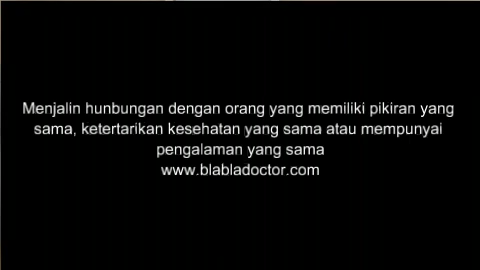 Menjalin hunbungan dengan orang yang memiliki pikiran yang
sama, ketertarikan kesehatan yang sama atau mempunyai
pengalaman yang sama
www.blabladoctor.com